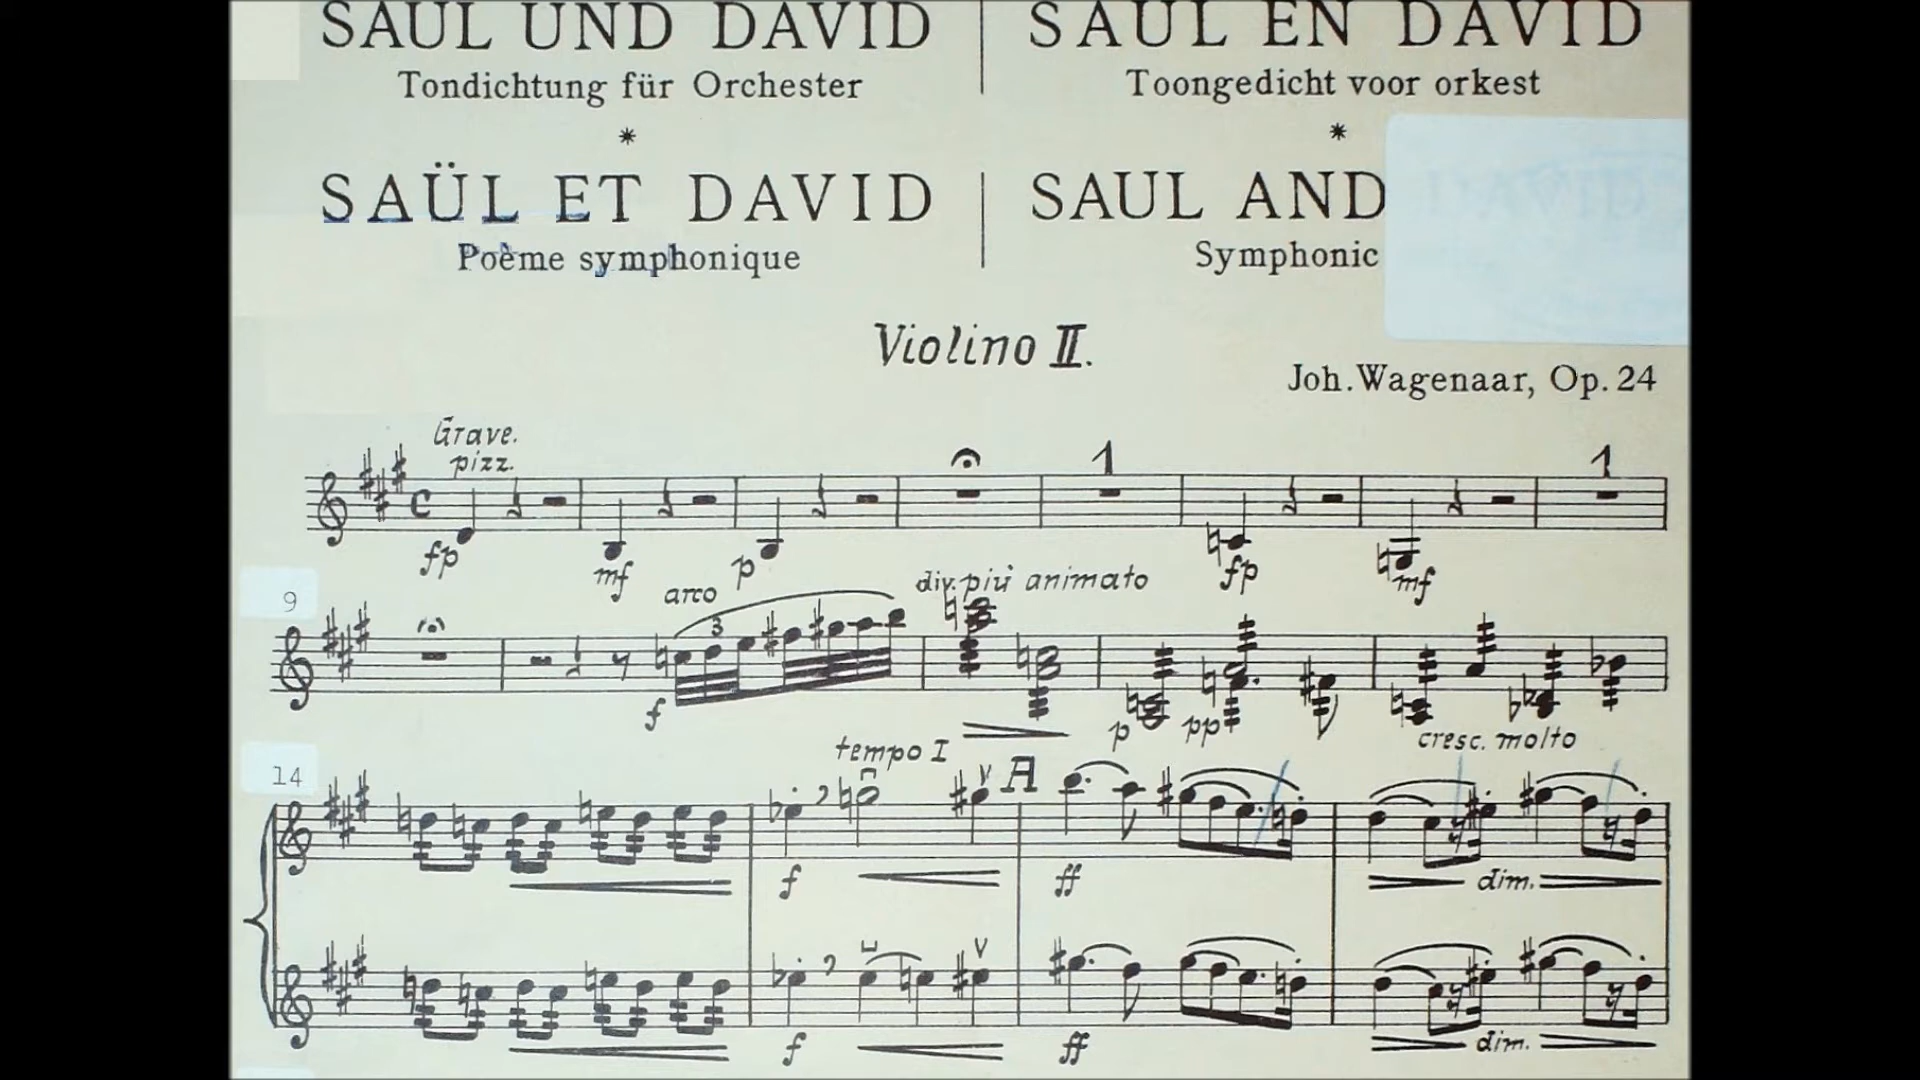 SAUL UND DAVID
Tondichtung für Orchester
SAUL EN DAVID
Toongedicht voor orkest
SAÜL ET DAVID
Poème symphonique
SAUL AND
Symphonic
Violino II.
Joh. Wagenaar, Op. 24
Grave.
pizz.
1 1
fp mf p fp mf
9 arco div. più animato
3
f p pp cresc. molto
14 tempo I A
f ff dim.
f ff dim.